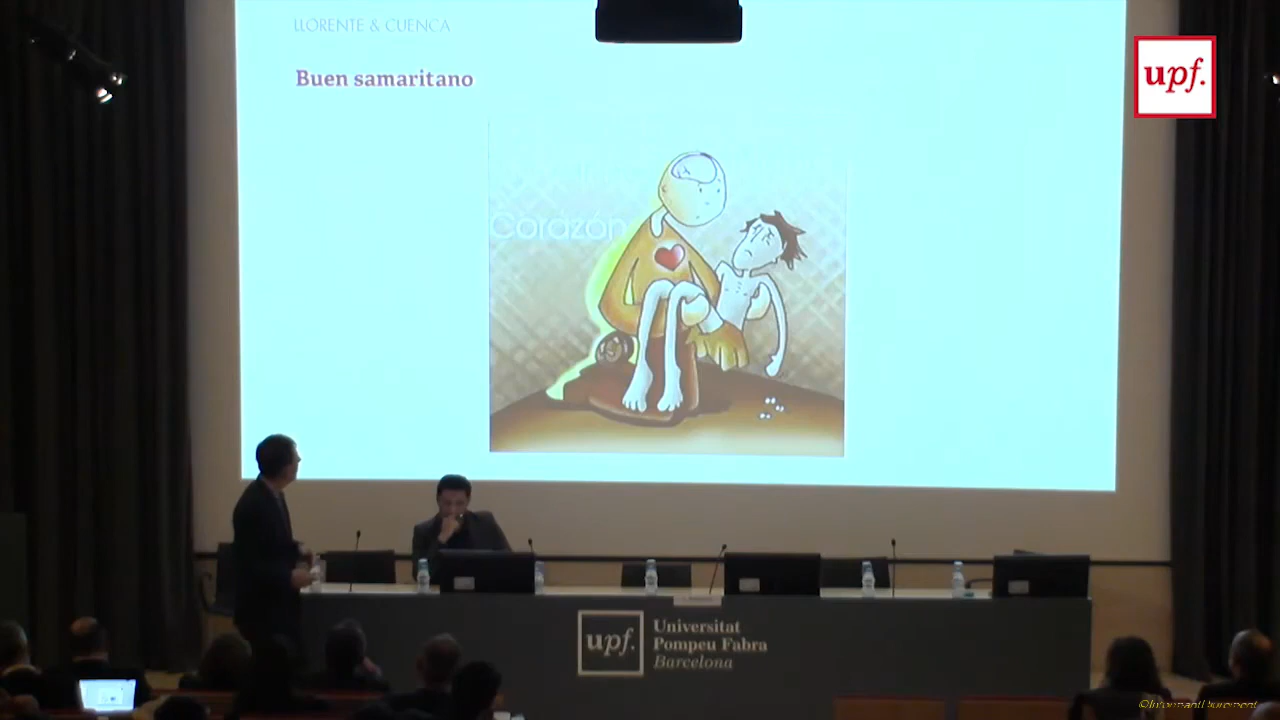 LLORENTE & CUENCA
Buen samaritano
Corazón
upf.
upf.
Universitat
Pompeu Fabra
Barcelona